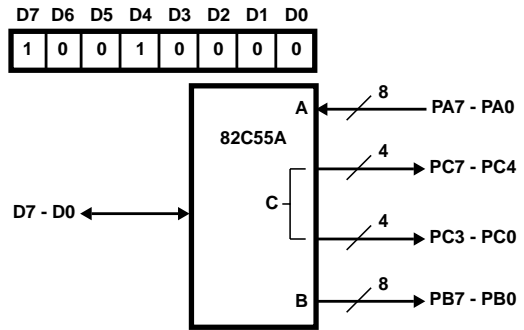 D7 D6 D5 D4 D3 D2 D1 D0
1 0 0 1 0 0 0 0
8
A PA7 - PA0
82C55A
4
PC7 - PC4
C
D7 - D0
4
PC3 - PC0
8
B PB7 - PB0